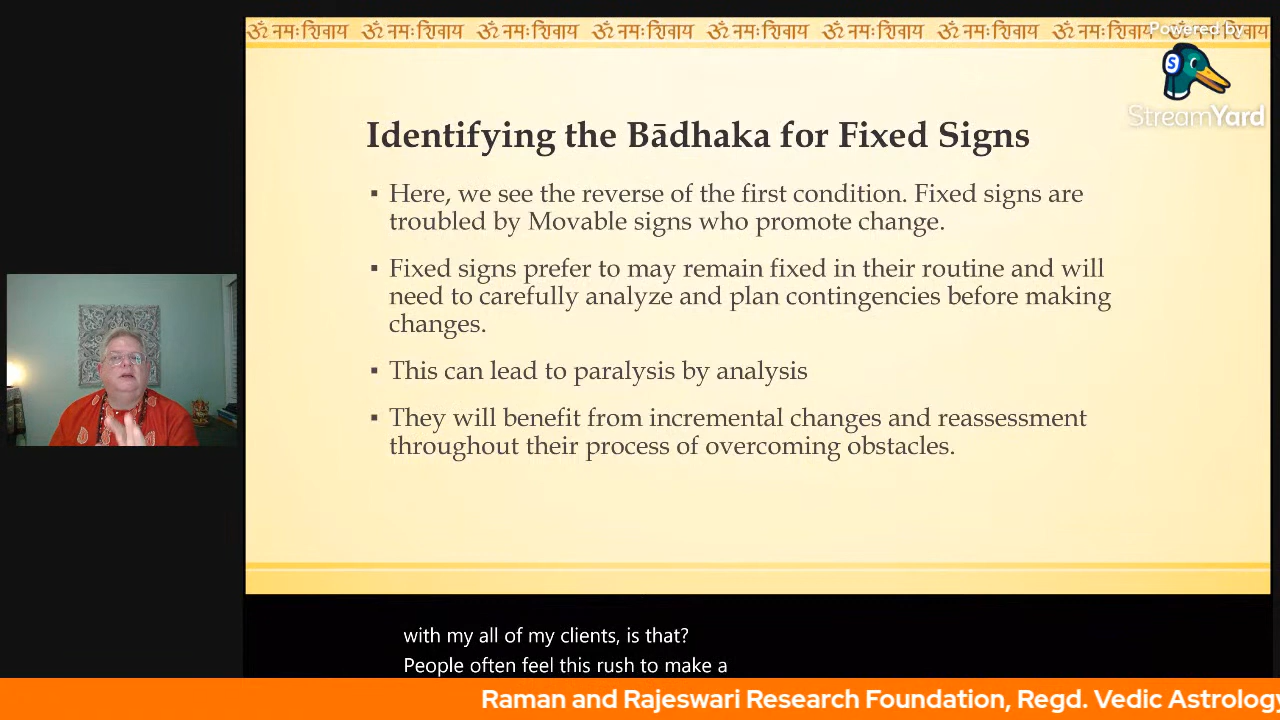 ॐ नमः शिवाय ॐ नमः शिवाय ॐ नमः शिवाय ॐ नमः शिवाय ॐ नमः शिवाय ॐ नमः शिवाय ॐ नमः शिवाय ॐ नमः शिवाय ॐ नमः शिवाय
Powered by
StreamYard
Identifying the Bādhaka for Fixed Signs
▪ Here, we see the reverse of the first condition. Fixed signs are
troubled by Movable signs who promote change.
▪ Fixed signs prefer to may remain fixed in their routine and will
need to carefully analyze and plan contingencies before making
changes.
▪ This can lead to paralysis by analysis
▪ They will benefit from incremental changes and reassessment
throughout their process of overcoming obstacles.
with my all of my clients, is that?
People often feel this rush to make a
Raman and Rajeswari Research Foundation, Regd. Vedic Astrology